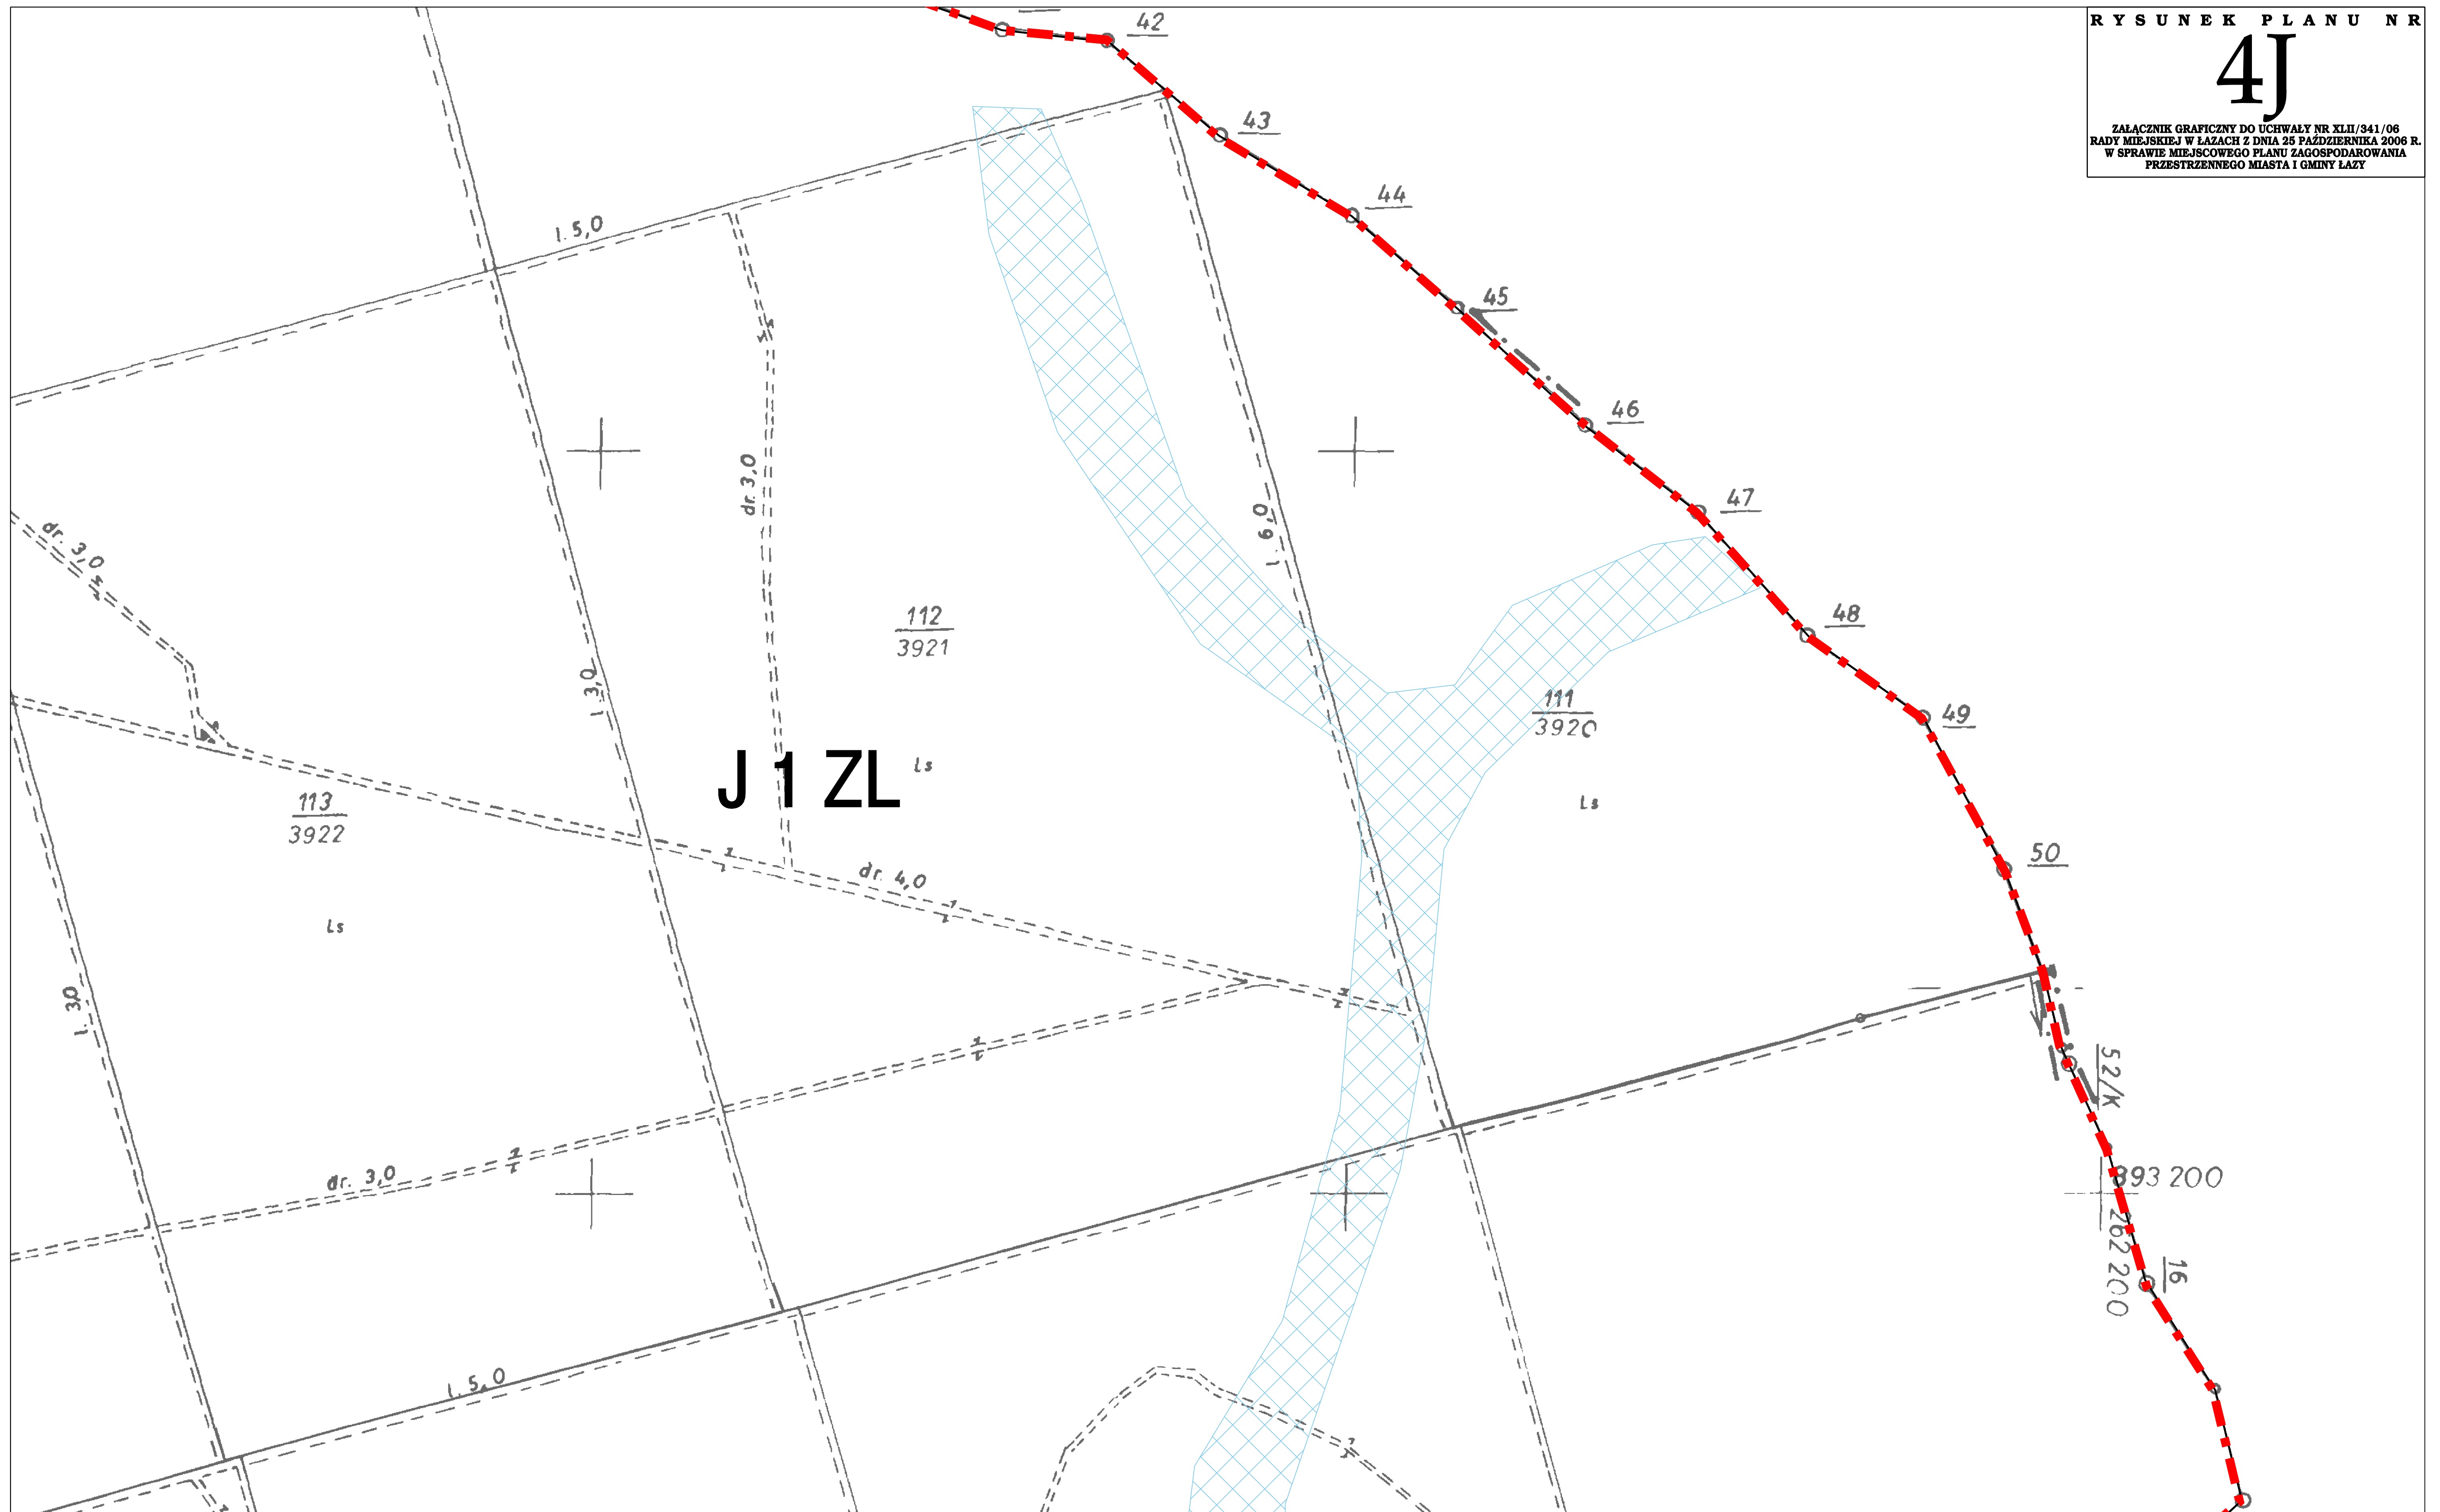 RYSUNEK PLANU NR
4J
ZAŁĄCZNIK GRAFICZNY DO UCHWAŁY NR XLII/341/06
RADY MIEJSKIEJ W ŁAZACH Z DNIA 25 PAŹDZIERNIKA 2006 R.
W SPRAWIE MIEJSCOWEGO PLANU ZAGOSPODAROWANIA
PRZESTRZENNEGO MIASTA I GMINY ŁAZY
42
43
44
l. 5,0
45
46
dr. 3,0
47
l. 6,0
dr. 3,0
112
3921
48
l. 3,0
111
3920
49
J 1 ZL
Ls
113
3922
Ls
50
dr. 4,0
Ls
l. 3,0
52/K
dr. 3,0
893 200
262 200
16
l. 5,0